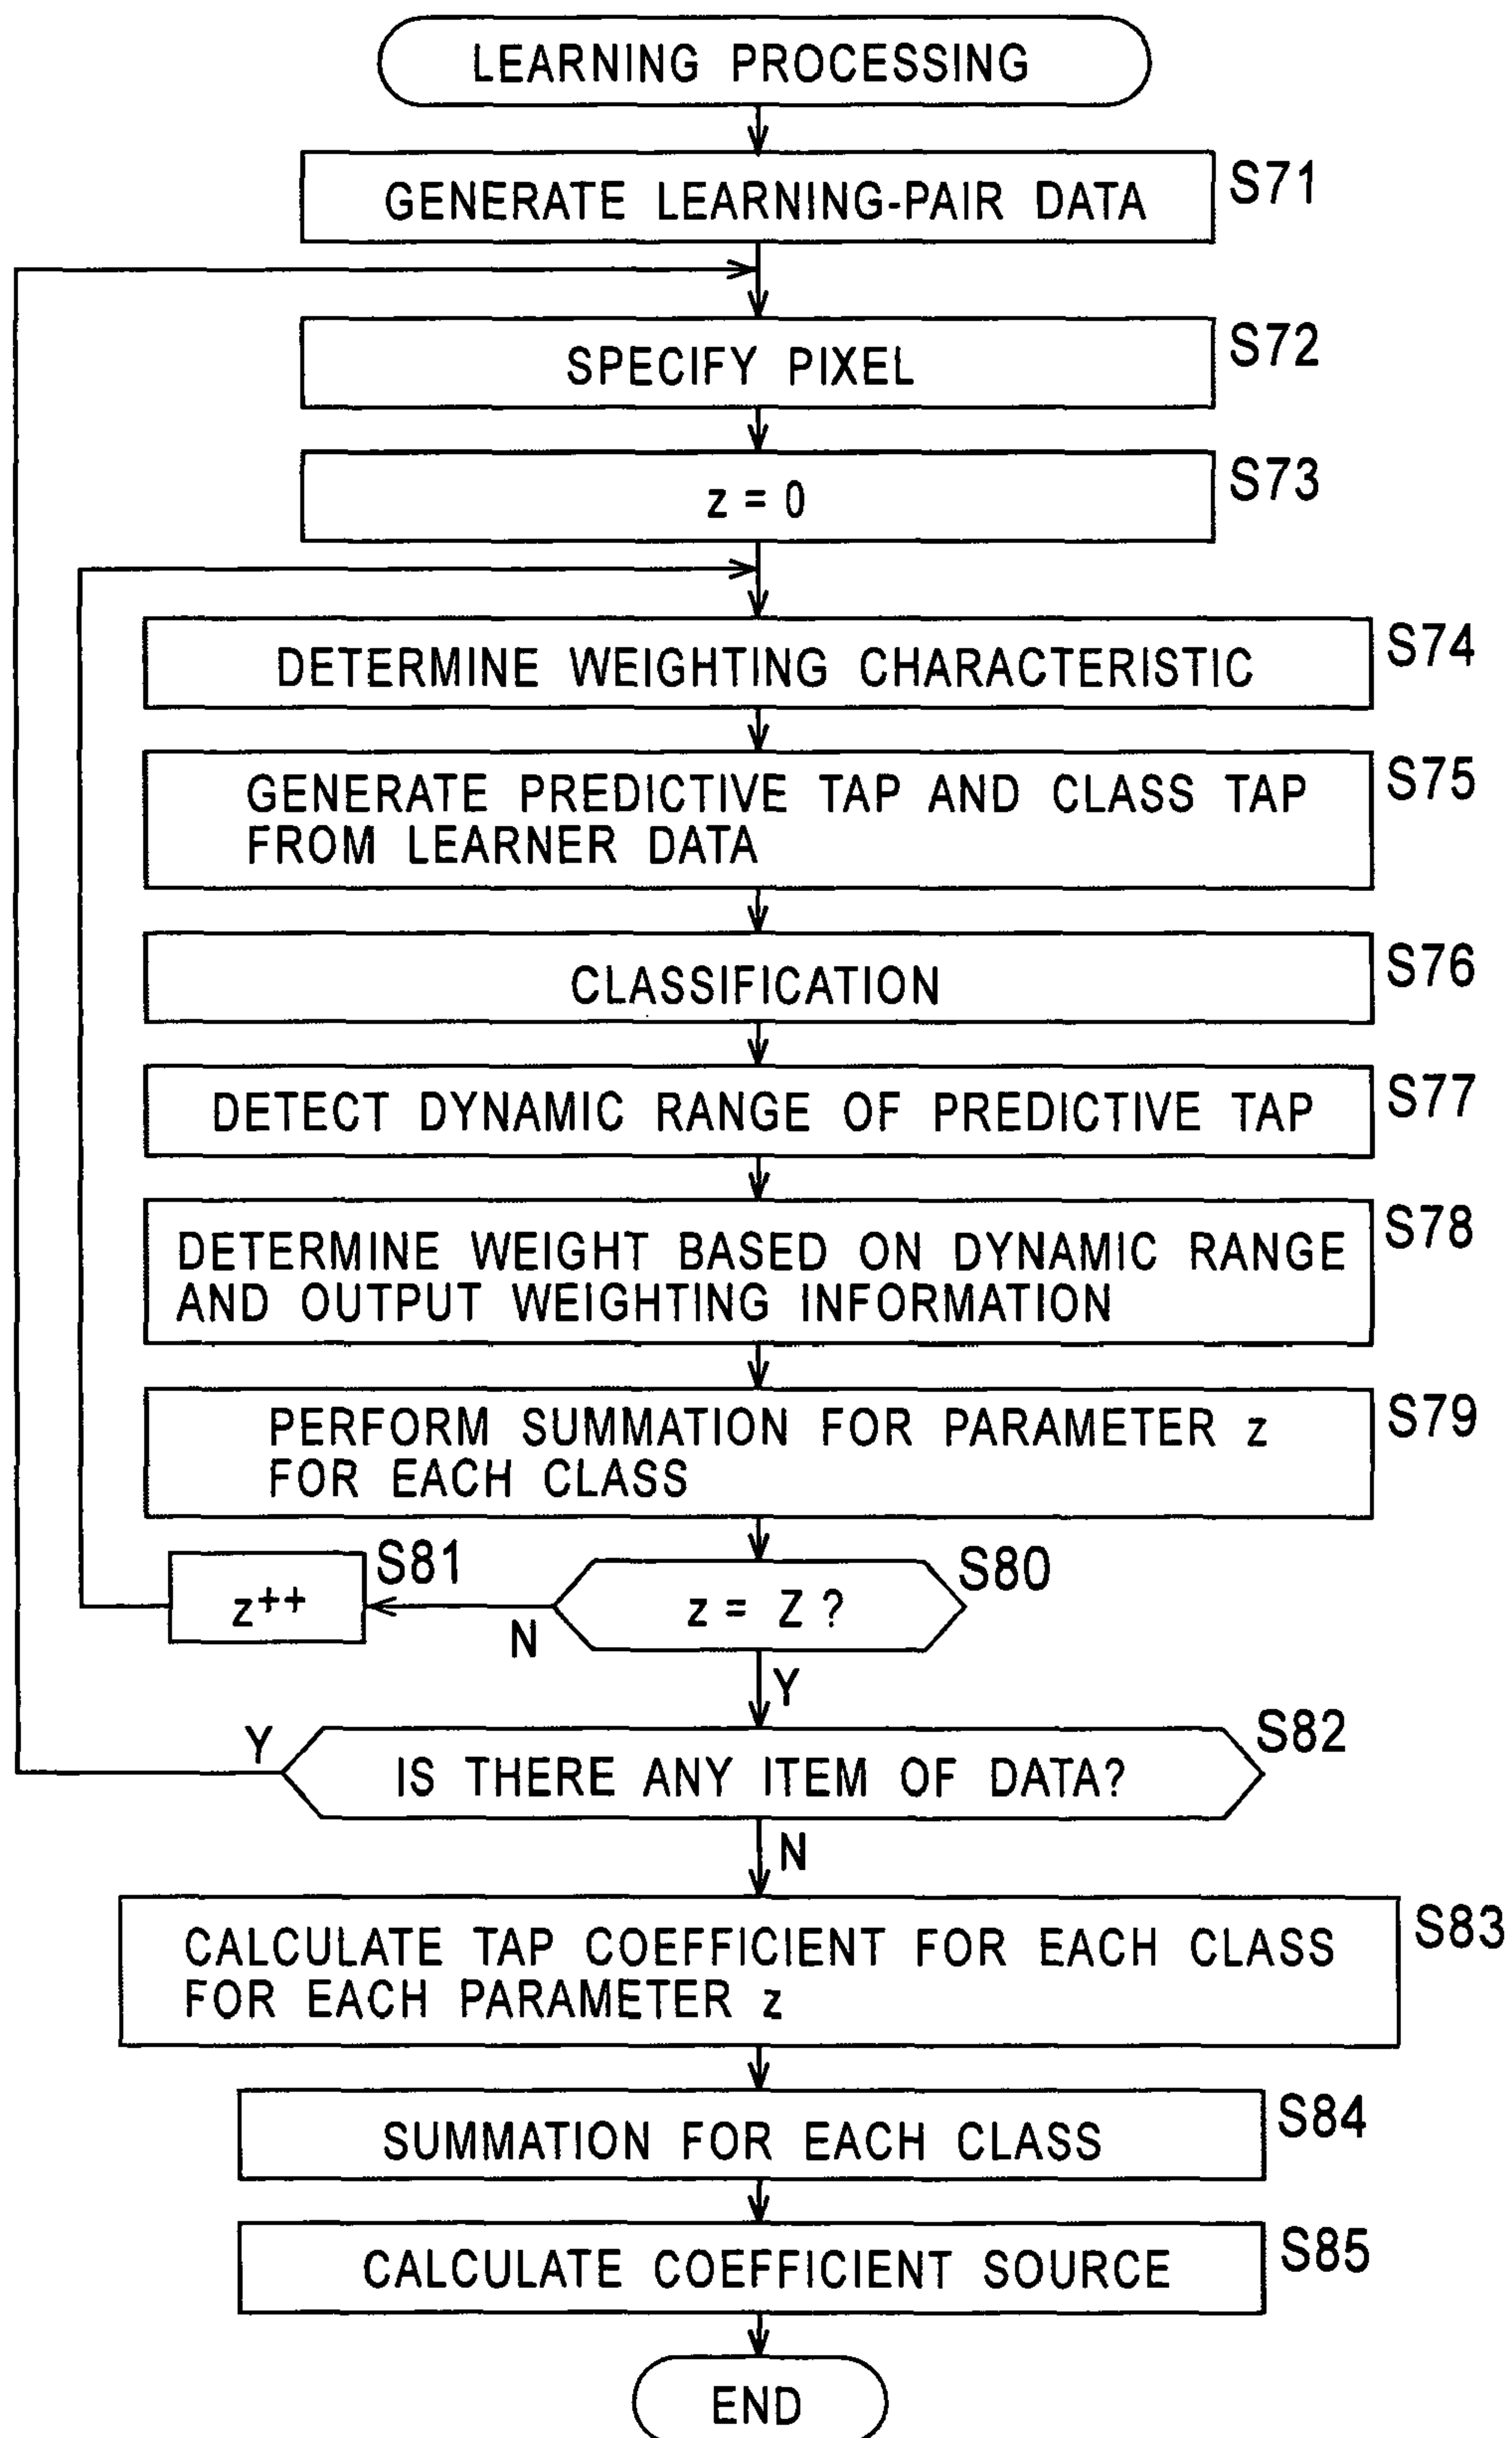 LEARNING PROCESSING
GENERATE LEARNING-PAIR DATA
S71
SPECIFY PIXEL
S72
z = 0
S73
DETERMINE WEIGHTING CHARACTERISTIC
S74
GENERATE PREDICTIVE TAP AND CLASS TAP
FROM LEARNER DATA
S75
CLASSIFICATION
S76
DETECT DYNAMIC RANGE OF PREDICTIVE TAP
S77
DETERMINE WEIGHT BASED ON DYNAMIC RANGE
AND OUTPUT WEIGHTING INFORMATION
S78
PERFORM SUMMATION FOR PARAMETER z
FOR EACH CLASS
S79
z++
S81
N
z = Z ?
S80
Y
Y
IS THERE ANY ITEM OF DATA?
S82
N
CALCULATE TAP COEFFICIENT FOR EACH CLASS
FOR EACH PARAMETER z
S83
SUMMATION FOR EACH CLASS
S84
CALCULATE COEFFICIENT SOURCE
S85
END